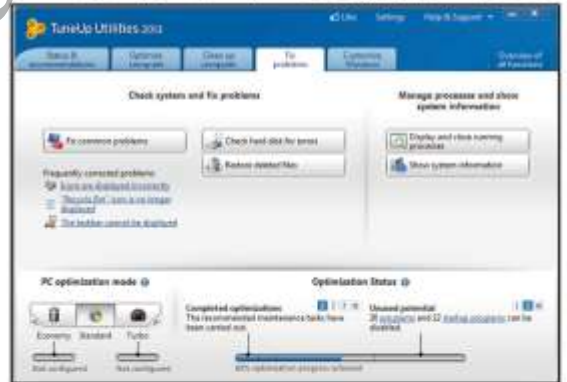 TuneUp Utilities 2012
Like Settings Help & Support
Status & recommendations
Optimize computer
Clean up computer
Fix problems
Customize Windows
Overview of all functions
Check system and fix problems
Manage processes and show
system information
Fix common problems
Check hard disk for errors
Restore deleted files
Display and close running
processes
Show system information
Frequently corrected problems:
Icons are displayed incorrectly
"Recycle Bin" icon is no longer
displayed
The taskbar cannot be displayed
PC optimization mode
Optimization Status
Economy Standard Turbo
Not configured Not configured
Completed optimizations
The recommended maintenance tasks have
been carried out.
Unused potential
programs and startup programs can be
disabled.
optimization progress achieved